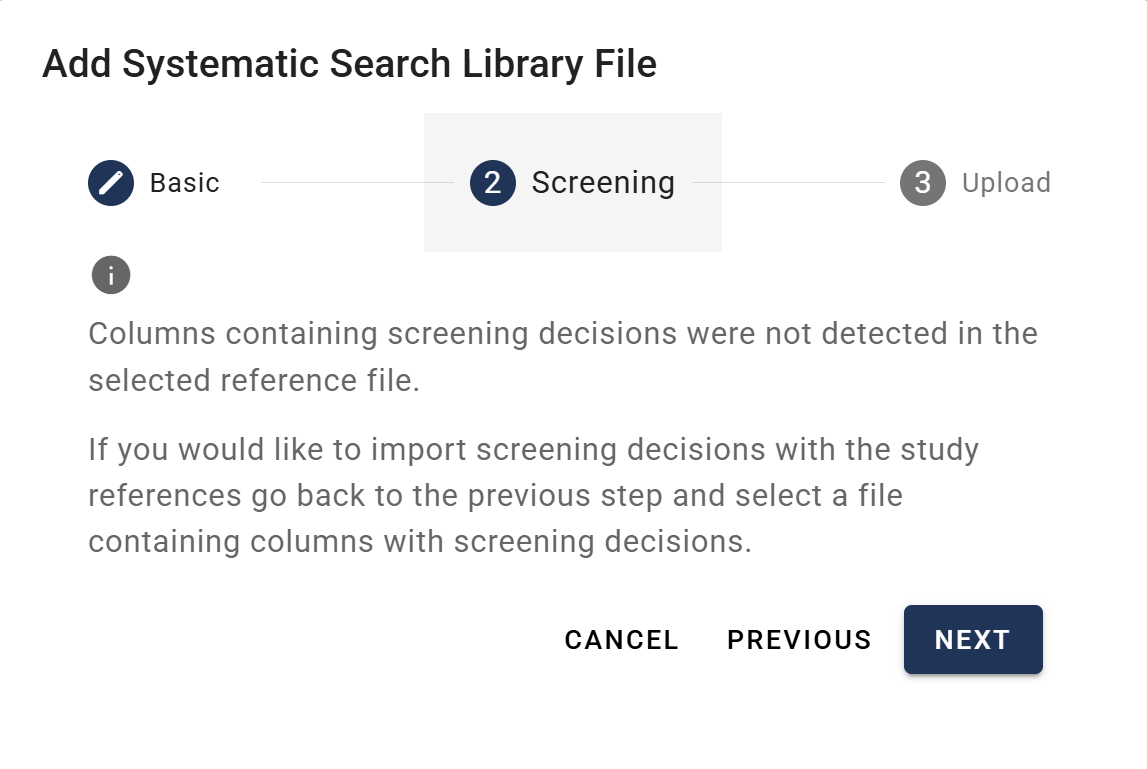 Add Systematic Search Library File
Basic
2 Screening
3 Upload
i
Columns containing screening decisions were not detected in the
selected reference file.
If you would like to import screening decisions with the study
references go back to the previous step and select a file
containing columns with screening decisions.
CANCEL PREVIOUS NEXT